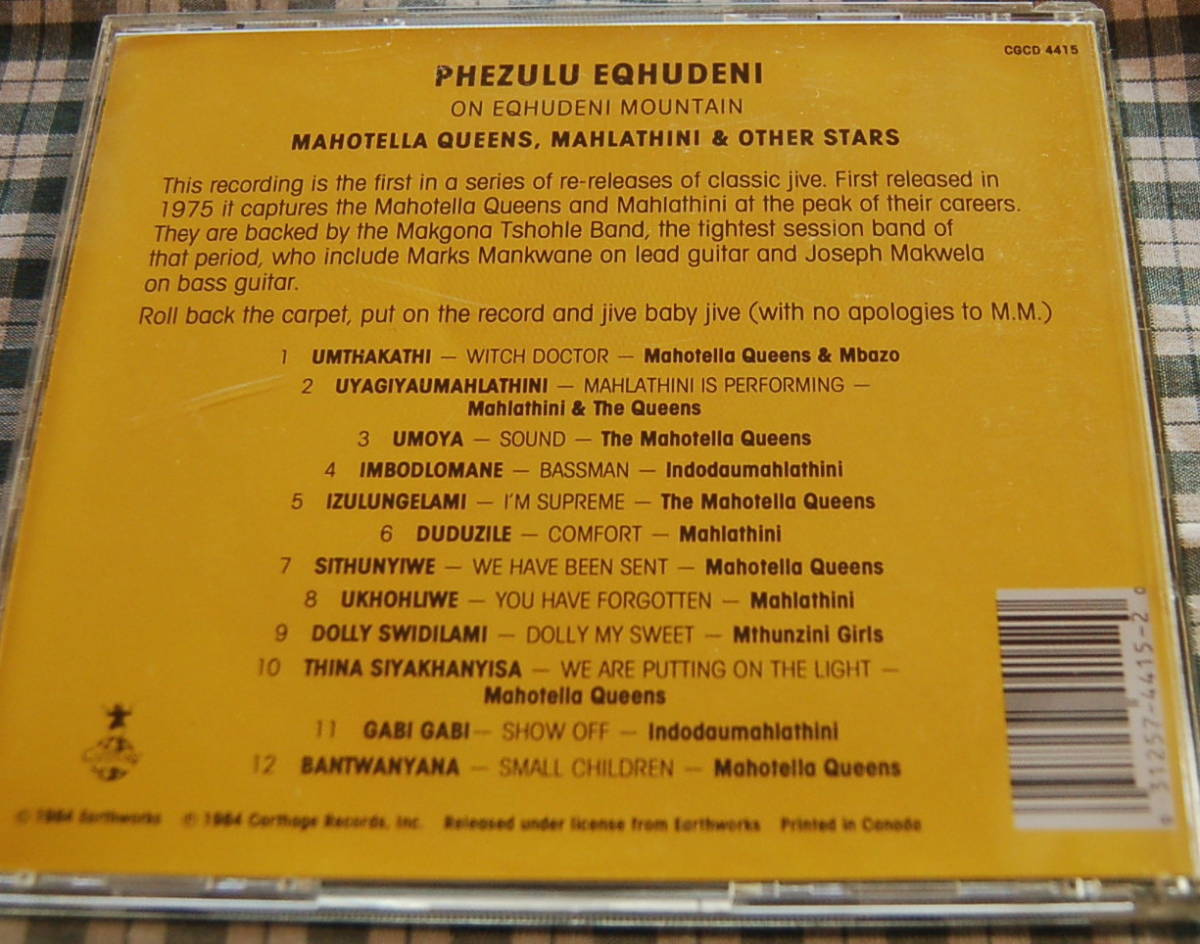 CGCD 4415
PHEZULU EQHUDENI
ON EQHUDENI MOUNTAIN
MAHOTELLA QUEENS, MAHLATHINI & OTHER STARS
This recording is the first in a series of re-releases of classic jive. First released in
1975 it captures the Mahotella Queens and Mahlathini at the peak of their careers.
They are backed by the Makgona Tshohle Band, the tightest session band of
that period, who include Marks Mankwane on lead guitar and Joseph Makwela
on bass guitar.
Roll back the carpet, put on the record and jive baby jive (with no apologies to M.M.)
1 UMTHAKATHI — WITCH DOCTOR — Mahotella Queens & Mbazo
2 UYAGIYAUMAHLATHINI — MAHLATHINI IS PERFORMING —
Mahlathini & The Queens
3 UMOYA — SOUND — The Mahotella Queens
4 IMBODLOMANE — BASSMAN — Indodaumahlathini
5 IZULUNGELAMI — I'M SUPREME — The Mahotella Queens
6 DUDUZILE — COMFORT — Mahlathini
7 SITHUNYIWE — WE HAVE BEEN SENT — Mahotella Queens
8 UKHOHLIWE — YOU HAVE FORGOTTEN — Mahlathini
9 DOLLY SWIDILAMI — DOLLY MY SWEET — Mthunzini Girls
10 THINA SIYAKHANYISA — WE ARE PUTTING ON THE LIGHT —
Mahotella Queens
11 GABI GABI — SHOW OFF — Indodaumahlathini
12 BANTWANYANA — SMALL CHILDREN — Mahotella Queens
0 31257-4415-2 0
1984 Earthworks © 1984 Carthage Records, Inc. Released under license from Earthworks Printed in Canada